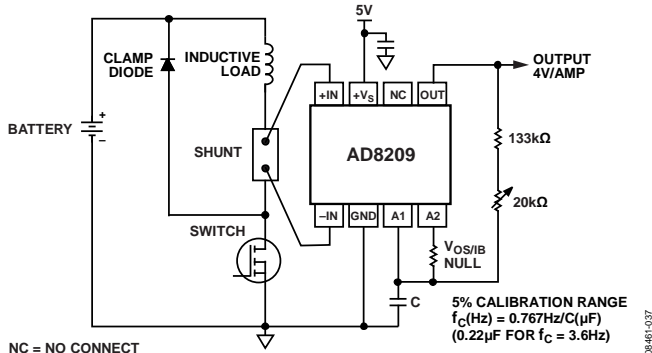 5V
OUTPUT
4V/AMP
CLAMP
DIODE
INDUCTIVE
LOAD
+IN
+VS
NC
OUT
BATTERY
+
–
SHUNT
AD8209
133kΩ
20kΩ
SWITCH
–IN
GND
A1
A2
VOS/IB
NULL
C
5% CALIBRATION RANGE
fC(Hz) = 0.767Hz/C(µF)
(0.22µF FOR fC = 3.6Hz)
NC = NO CONNECT
08461-037